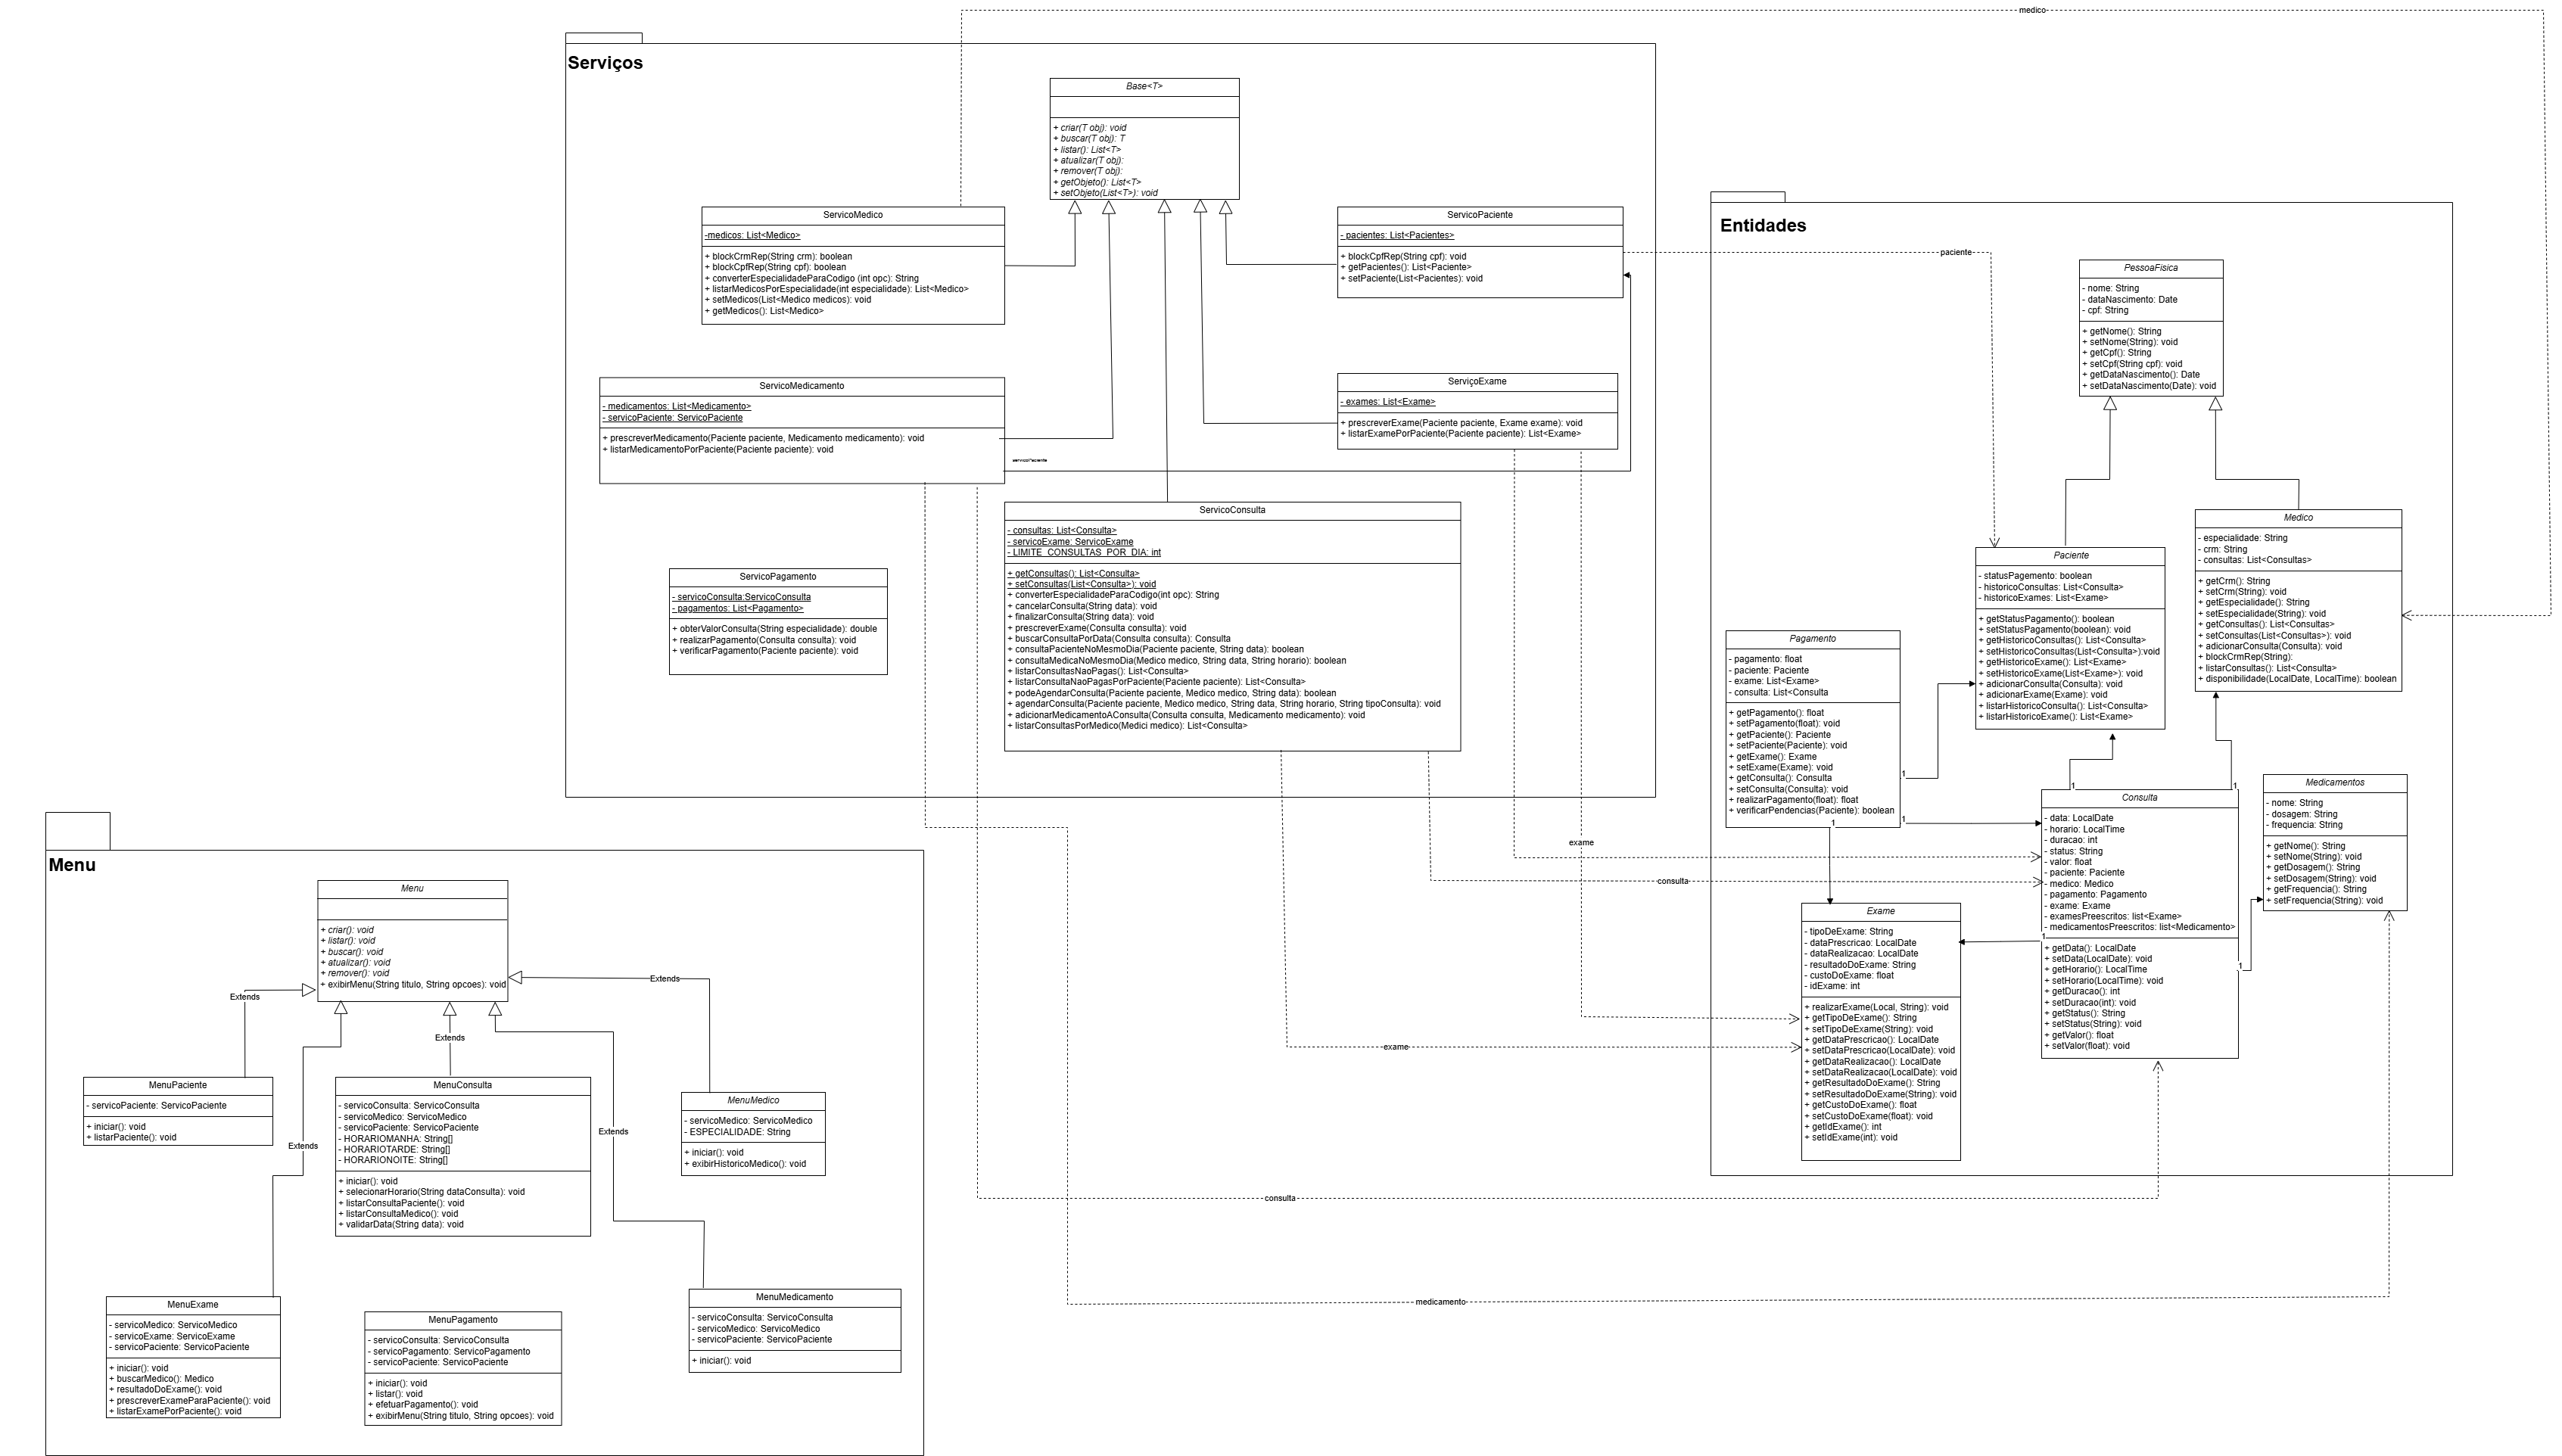 medico
Serviços
Base<T>
+ criar(T obj): void
+ buscar(T obj): T
+ listar(): List<T>
+ atualizar(T obj):
+ remover(T obj):
+ getObjeto(): List<T>
+ setObjeto(List<T>): void
ServicoMedico
-medicos: List<Medico>
+ blockCrmRep(String crm): boolean
+ blockCpfRep(String cpf): boolean
+ converterEspecialidadeParaCodigo (int opc): String
+ listarMedicosPorEspecialidade(int especialidade): List<Medico>
+ setMedicos(List<Medico medicos): void
+ getMedicos(): List<Medico>
ServicoPaciente
- pacientes: List<Pacientes>
+ blockCpfRep(String cpf): void
+ getPacientes(): List<Paciente>
+ setPaciente(List<Pacientes): void
paciente
ServicoMedicamento
- medicamentos: List<Medicamento>
- servicoPaciente: ServicoPaciente
+ prescreverMedicamento(Paciente paciente, Medicamento medicamento): void
+ listarMedicamentoPorPaciente(Paciente paciente): void
servicoPaciente
ServiçoExame
- exames: List<Exame>
+ prescreverExame(Paciente paciente, Exame exame): void
+ listarExamePorPaciente(Paciente paciente): List<Exame>
ServicoConsulta
- consultas: List<Consulta>
- servicoExame: ServicoExame
- LIMITE_CONSULTAS_POR_DIA: int
+ getConsultas(): List<Consulta>
+ setConsultas(List<Consulta>): void
+ converterEspecialidadeParaCodigo(int opc): String
+ cancelarConsulta(String data): void
+ finalizarConsulta(String data): void
+ prescreverExame(Consulta consulta): void
+ buscarConsultaPorData(Consulta consulta): Consulta
+ consultaPacienteNoMesmoDia(Paciente paciente, String data): boolean
+ consultaMedicaNoMesmoDia(Medico medico, String data, String horario): boolean
+ listarConsultasNaoPagas(): List<Consulta>
+ listarConsultaNaoPagasPorPaciente(Paciente paciente): List<Consulta>
+ podeAgendarConsulta(Paciente paciente, Medico medico, String data): boolean
+ agendarConsulta(Paciente paciente, Medico medico, String data, String horario, String tipoConsulta): void
+ adicionarMedicamentoAConsulta(Consulta consulta, Medicamento medicamento): void
+ listarConsultasPorMedico(Medici medico): List<Consulta>
ServicoPagamento
- servicoConsulta:ServicoConsulta
- pagamentos: List<Pagamento>
+ obterValorConsulta(String especialidade): double
+ realizarPagamento(Consulta consulta): void
+ verificarPagamento(Paciente paciente): void
Entidades
PessoaFisica
- nome: String
- dataNascimento: Date
- cpf: String
+ getNome(): String
+ setNome(String): void
+ getCpf(): String
+ setCpf(String cpf): void
+ getDataNascimento(): Date
+ setDataNascimento(Date): void
Medico
- especialidade: String
- crm: String
- consultas: List<Consultas>
+ getCrm(): String
+ setCrm(String): void
+ getEspecialidade(): String
+ setEspecialidade(String): void
+ getConsultas(): List<Consultas>
+ setConsultas(List<Consultas>): void
+ adicionarConsulta(Consulta): void
+ blockCrmRep(String):
+ listarConsultas(): List<Consulta>
+ disponibilidade(LocalDate, LocalTime): boolean
Paciente
- statusPagemento: boolean
- historicoConsultas: List<Consulta>
- historicoExames: List<Exame>
+ getStatusPagamento(): boolean
+ setStatusPagamento(boolean): void
+ getHistoricoConsultas(): List<Consulta>
+ setHistoricoConsultas(List<Consulta>):void
+ getHistoricoExame(): List<Exame>
+ setHistoricoExame(List<Exame>): void
+ adicionarConsulta(Consulta): void
+ adicionarExame(Exame): void
+ listarHistoricoConsulta(): List<Consulta>
+ listarHistoricoExame(): List<Exame>
Pagamento
- pagamento: float
- paciente: Paciente
- exame: List<Exame>
- consulta: List<Consulta
+ getPagamento(): float
+ setPagamento(float): void
+ getPaciente(): Paciente
+ setPaciente(Paciente): void
+ getExame(): Exame
+ setExame(Exame): void
+ getConsulta(): Consulta
+ setConsulta(Consulta): void
+ realizarPagamento(float): float
+ verificarPendencias(Paciente): boolean
1
1
1
1
1
Consulta
- data: LocalDate
- horario: LocalTime
- duracao: int
- status: String
- valor: float
- paciente: Paciente
- medico: Medico
- pagamento: Pagamento
- exame: Exame
- examesPreescritos: list<Exame>
- medicamentosPreescritos: list<Medicamento>
+ getData(): LocalDate
+ setData(LocalDate): void
+ getHorario(): LocalTime
+ setHorario(LocalTime): void
+ getDuracao(): int
+ setDuracao(int): void
+ getStatus(): String
+ setStatus(String): void
+ getValor(): float
+ setValor(float): void
1
1
Medicamentos
- nome: String
- dosagem: String
- frequencia: String
+ getNome(): String
+ setNome(String): void
+ getDosagem(): String
+ setDosagem(String): void
+ getFrequencia(): String
+ setFrequencia(String): void
Exame
- tipoDeExame: String
- dataPrescricao: LocalDate
- dataRealizacao: LocalDate
- resultadoDoExame: String
- custoDoExame: float
- idExame: int
+ realizarExame(Local, String): void
+ getTipoDeExame(): String
+ setTipoDeExame(String): void
+ getDataPrescricao(): LocalDate
+ setDataPrescricao(LocalDate): void
+ getDataRealizacao(): LocalDate
+ setDataRealizacao(LocalDate): void
+ getResultadoDoExame(): String
+ setResultadoDoExame(String): void
+ getCustoDoExame(): float
+ setCustoDoExame(float): void
+ getIdExame(): int
+ setIdExame(int): void
exame
consulta
exame
consulta
medicamento
Menu
Menu
+ criar(): void
+ listar(): void
+ buscar(): void
+ atualizar(): void
+ remover(): void
+ exibirMenu(String titulo, String opcoes): void
Extends
Extends
Extends
Extends
Extends
MenuPaciente
- servicoPaciente: ServicoPaciente
+ iniciar(): void
+ listarPaciente(): void
MenuConsulta
- servicoConsulta: ServicoConsulta
- servicoMedico: ServicoMedico
- servicoPaciente: ServicoPaciente
- HORARIOMANHA: String[]
- HORARIOTARDE: String[]
- HORARIONOITE: String[]
+ iniciar(): void
+ selecionarHorario(String dataConsulta): void
+ listarConsultaPaciente(): void
+ listarConsultaMedico(): void
+ validarData(String data): void
MenuMedico
- servicoMedico: ServicoMedico
- ESPECIALIDADE: String
+ iniciar(): void
+ exibirHistoricoMedico(): void
MenuExame
- servicoMedico: ServicoMedico
- servicoExame: ServicoExame
- servicoPaciente: ServicoPaciente
+ iniciar(): void
+ buscarMedico(): Medico
+ resultadoDoExame(): void
+ prescreverExameParaPaciente(): void
+ listarExamePorPaciente(): void
MenuPagamento
- servicoConsulta: ServicoConsulta
- servicoPagamento: ServicoPagamento
- servicoPaciente: ServicoPaciente
+ iniciar(): void
+ listar(): void
+ efetuarPagamento(): void
+ exibirMenu(String titulo, String opcoes): void
MenuMedicamento
- servicoConsulta: ServicoConsulta
- servicoMedico: ServicoMedico
- servicoPaciente: ServicoPaciente
+ iniciar(): void